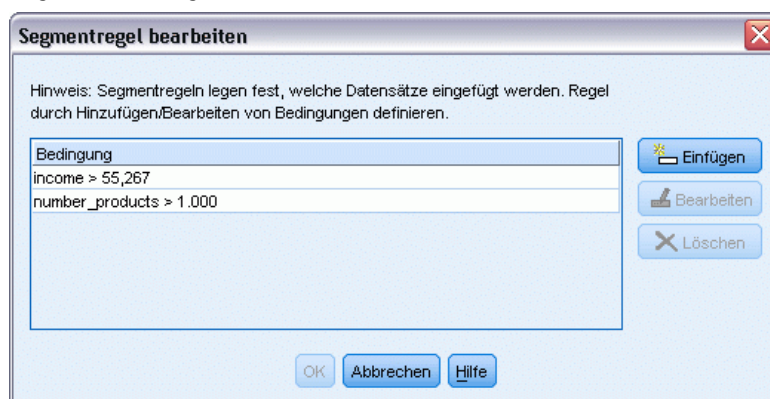 Segmentregel bearbeiten
Hinweis: Segmentregeln legen fest, welche Datensätze eingefügt werden. Regel
durch Hinzufügen/Bearbeiten von Bedingungen definieren.
Bedingung
income > 55,267
number_products > 1.000
Einfügen
Bearbeiten
Löschen
OK Abbrechen Hilfe